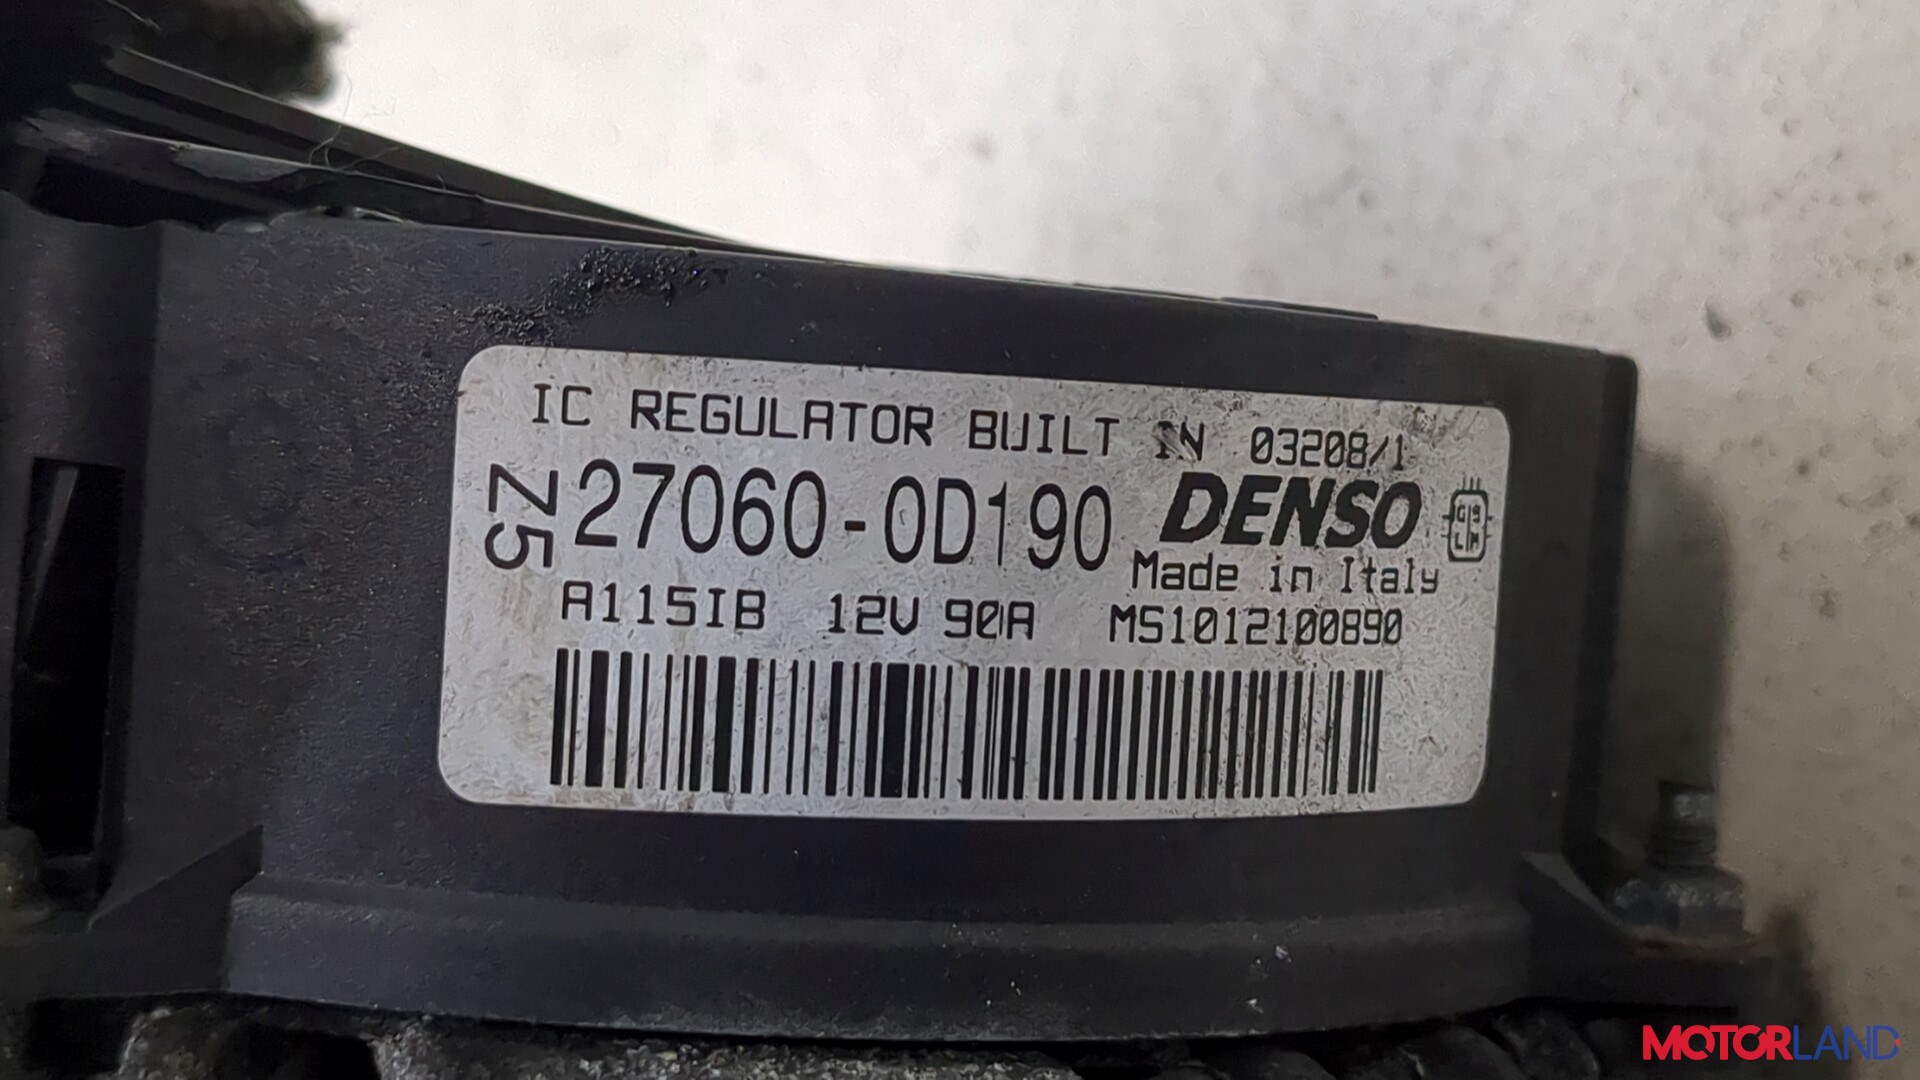 IC REGULATOR BUILT IN 03208/1
Z5 27060-0D190 DENSO
Made in Italy
A115IB 12V 90A MS1012100890
MOTORLAND